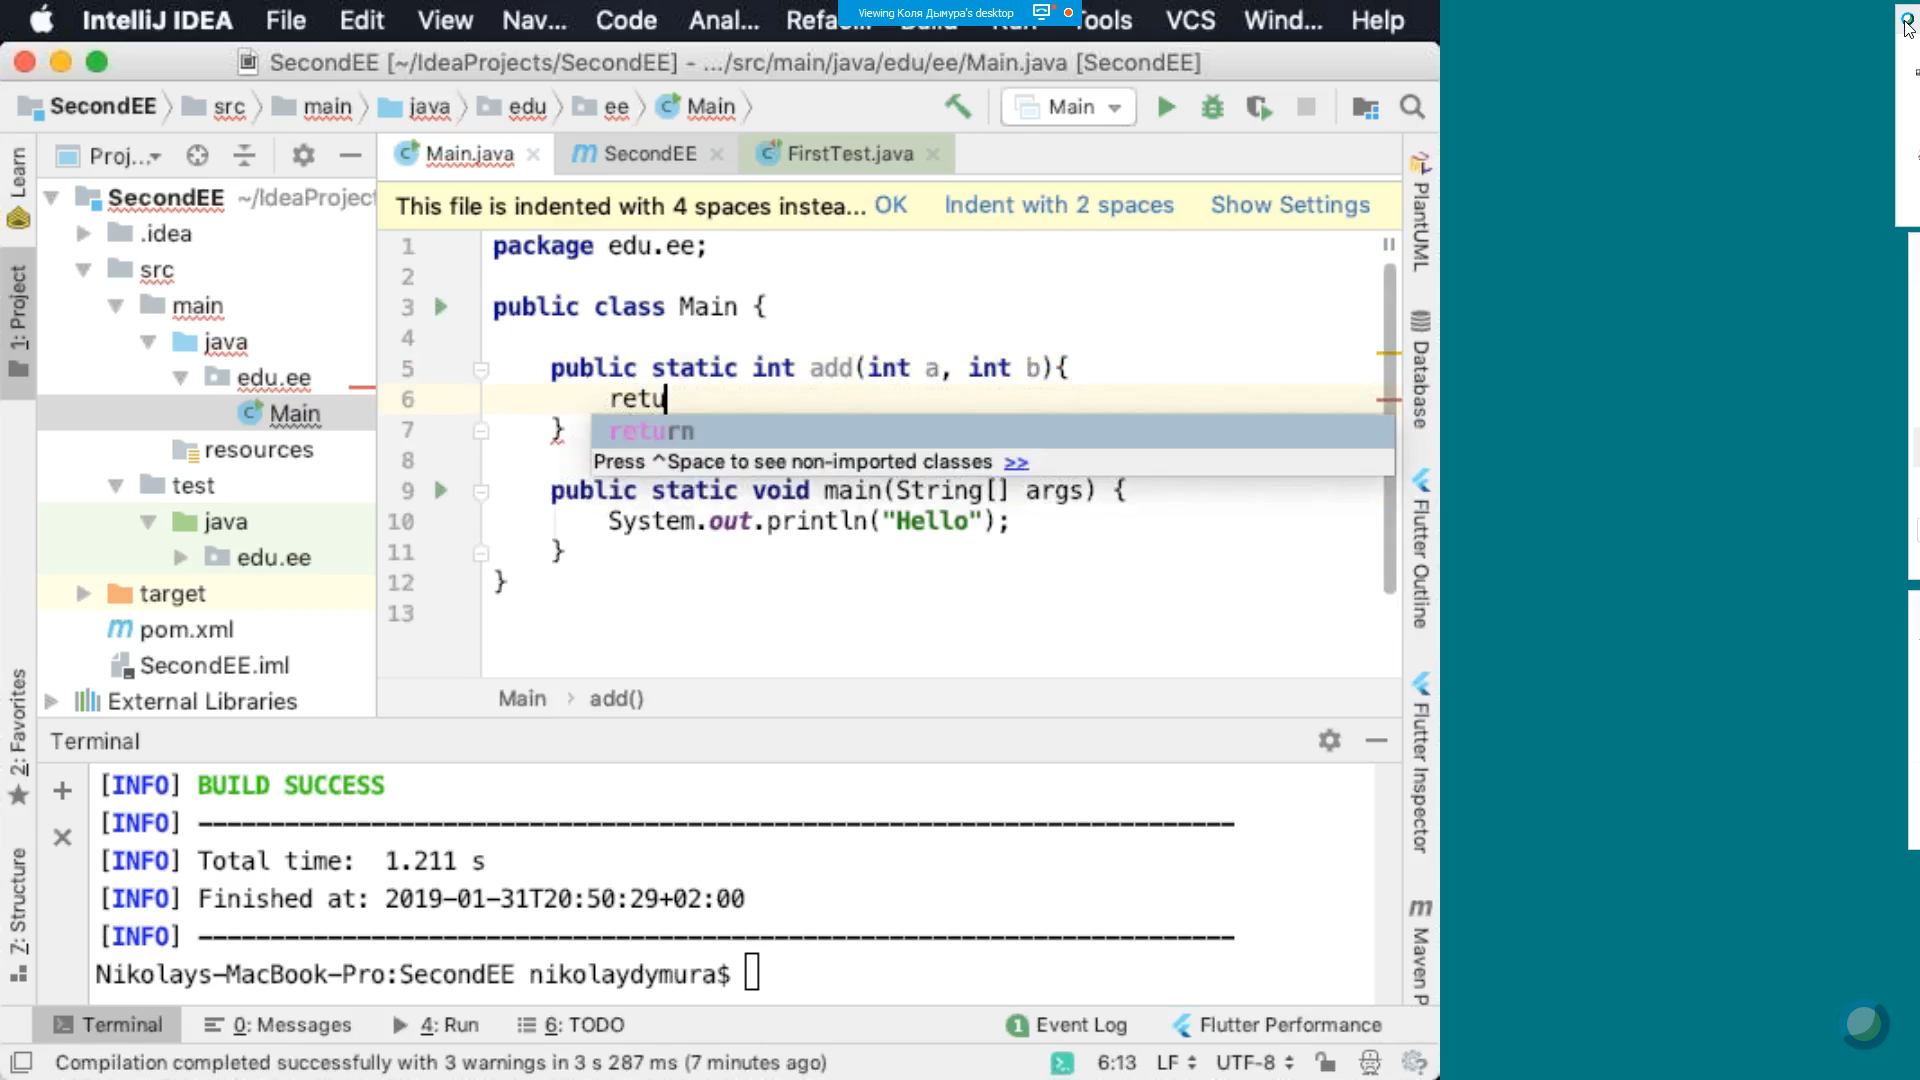 IntelliJ IDEA File Edit View Nav... Code Anal... Refa... Tools VCS Wind... Help
Viewing Коля Дымура's desktop
SecondEE [~/IdeaProjects/SecondEE] - .../src/main/java/edu/ee/Main.java [SecondEE]
SecondEE src main java edu ee Main
Main
Learn
1: Project
2: Favorites
7: Structure
Proj...
SecondEE ~/IdeaProject
.idea
src
main
java
edu.ee
Main
resources
test
java
edu.ee
target
pom.xml
SecondEE.iml
External Libraries
Main.java SecondEE FirstTest.java
This file is indented with 4 spaces instea... OK Indent with 2 spaces Show Settings
1 package edu.ee;
2
3 public class Main {
4
5 public static int add(int a, int b){
6 retu
7 }
return
Press ^Space to see non-imported classes >>
8
9 public static void main(String[] args) {
10 System.out.println("Hello");
11 }
12 }
13
Main > add()
PlantUML
Database
Flutter Outline
Flutter Inspector
Maven P
Terminal
[INFO] BUILD SUCCESS
[INFO] ------------------------------------------------------------------------
[INFO] Total time:  1.211 s
[INFO] Finished at: 2019-01-31T20:50:29+02:00
[INFO] ------------------------------------------------------------------------
Nikolays-MacBook-Pro:SecondEE nikolaydymura$
Terminal 0: Messages 4: Run 6: TODO 1 Event Log Flutter Performance
Compilation completed successfully with 3 warnings in 3 s 287 ms (7 minutes ago) 6:13 LF UTF-8